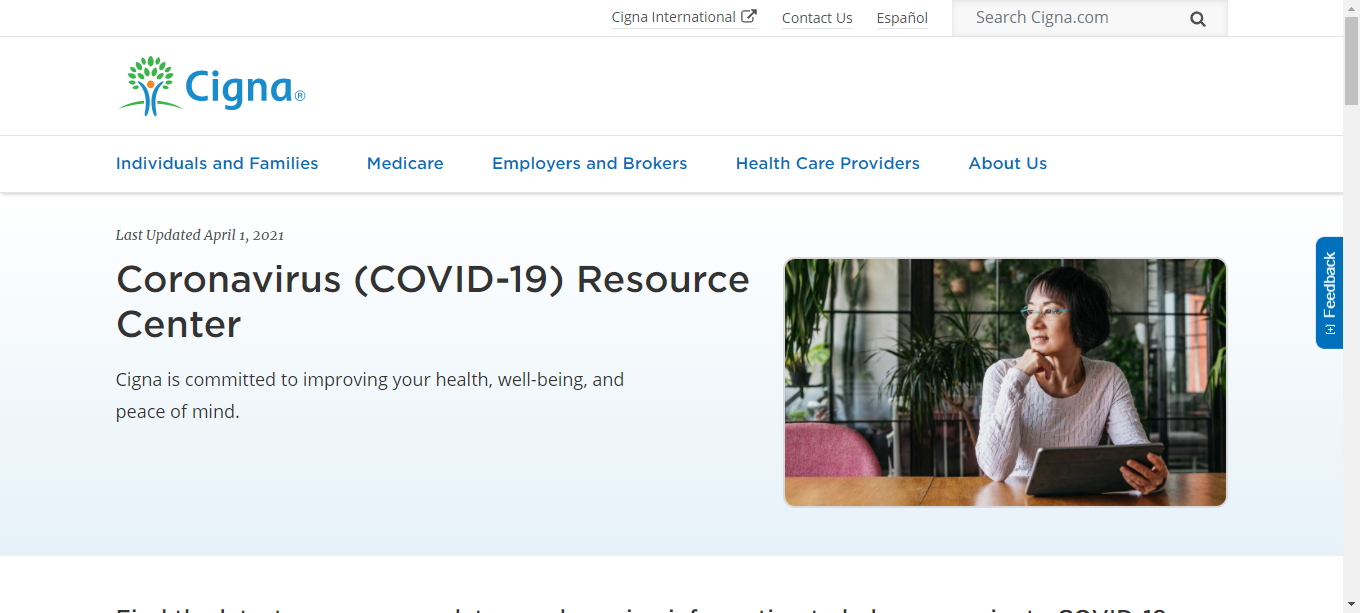 Cigna International
Contact Us
Español
Search Cigna.com
Cigna®
Individuals and Families
Medicare
Employers and Brokers
Health Care Providers
About Us
Last Updated April 1, 2021
Coronavirus (COVID-19) Resource
Center
Cigna is committed to improving your health, well-being, and
peace of mind.
[+] Feedback